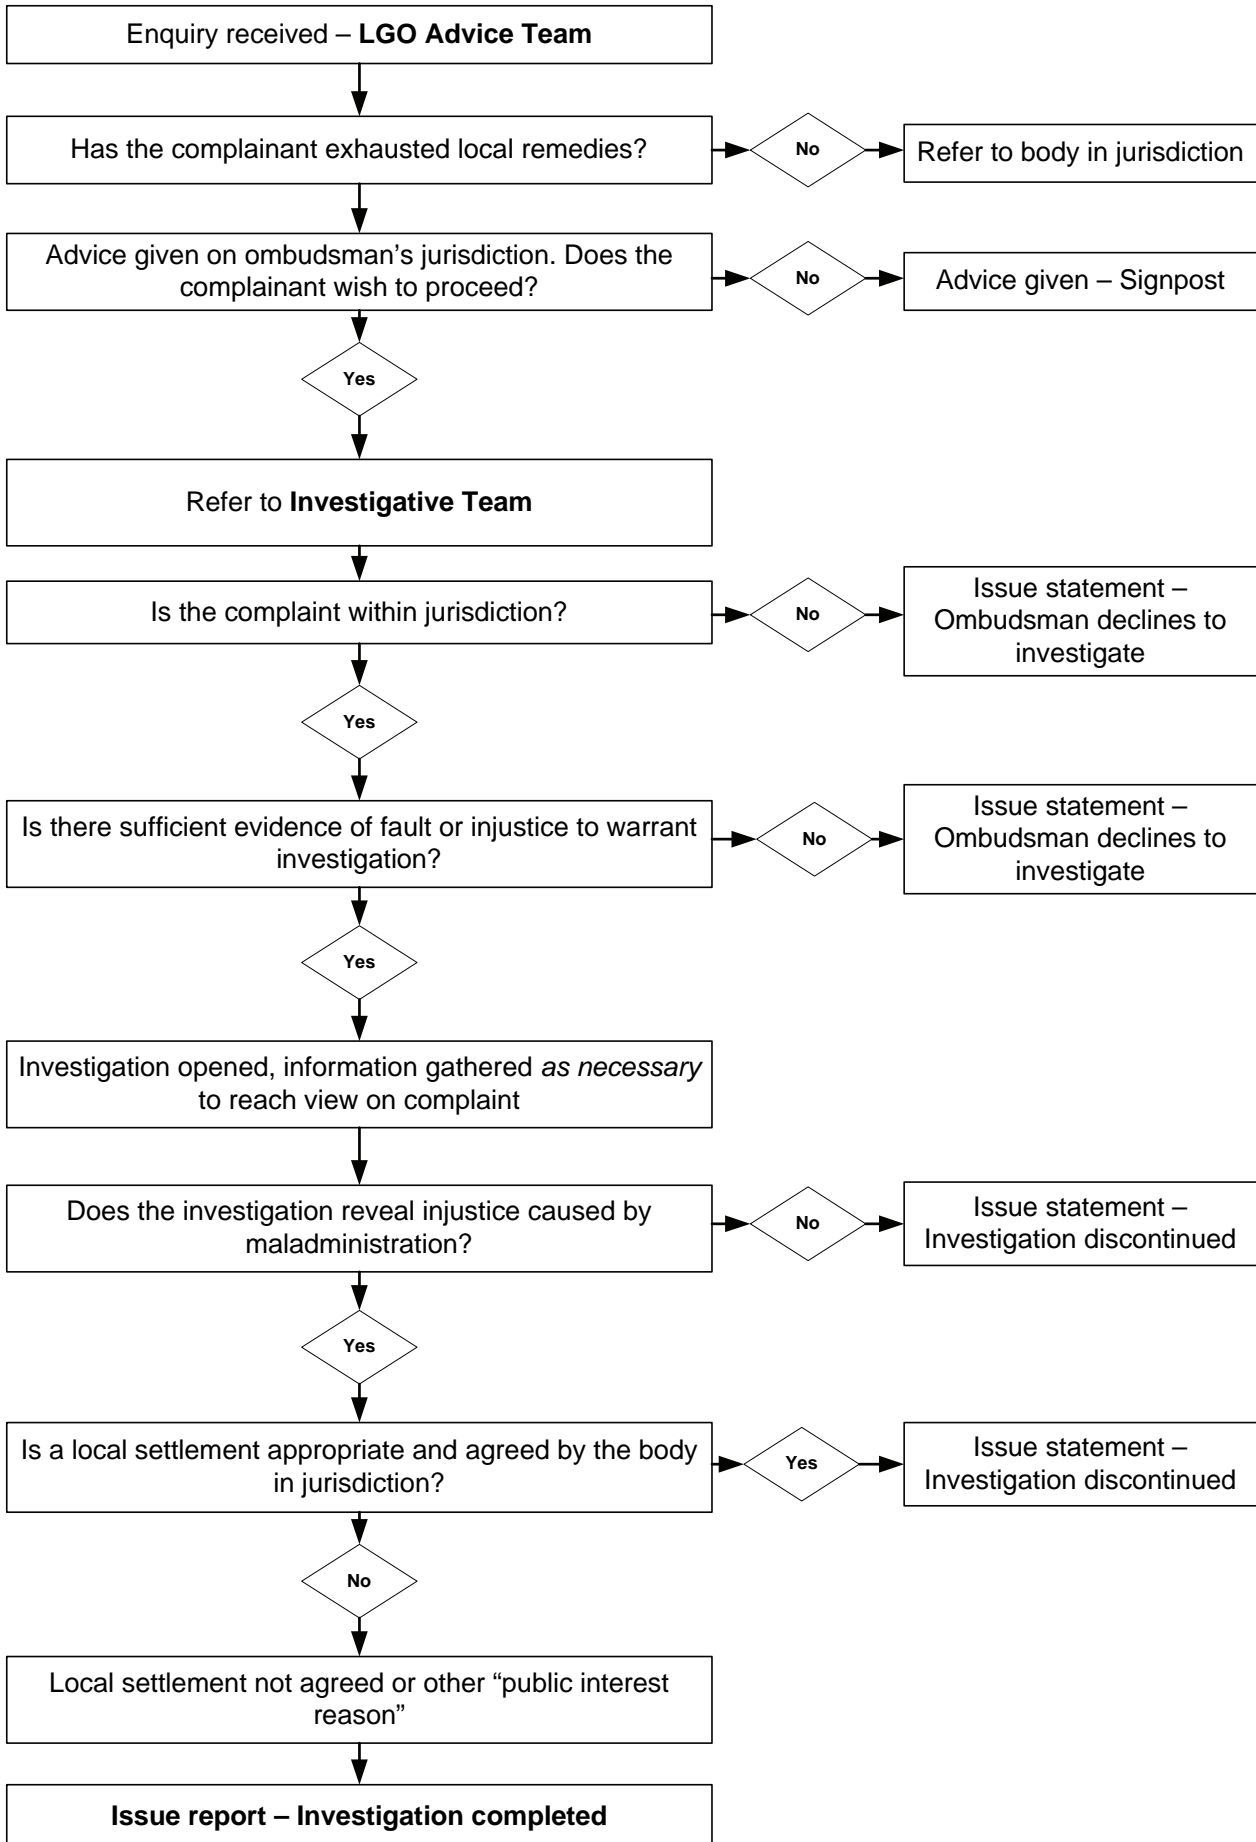 Enquiry received – LGO Advice Team
Has the complainant exhausted local remedies?
No
Refer to body in jurisdiction
Advice given on ombudsman’s jurisdiction. Does the
complainant wish to proceed?
No
Advice given – Signpost
Yes
Refer to Investigative Team
Is the complaint within jurisdiction?
No
Issue statement –
Ombudsman declines to
investigate
Yes
Is there sufficient evidence of fault or injustice to warrant
investigation?
No
Issue statement –
Ombudsman declines to
investigate
Yes
Investigation opened, information gathered as necessary
to reach view on complaint
Does the investigation reveal injustice caused by
maladministration?
No
Issue statement –
Investigation discontinued
Yes
Is a local settlement appropriate and agreed by the body
in jurisdiction?
Yes
Issue statement –
Investigation discontinued
No
Local settlement not agreed or other “public interest
reason”
Issue report – Investigation completed